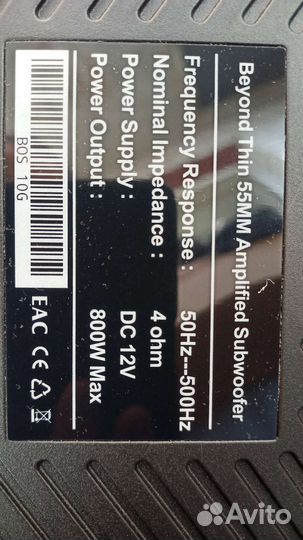 Beyond Thin 55MM Amplified Subwoofer
Frequency Response : 50Hz---500Hz
Nominal Impedance : 4 ohm
Power Supply : DC 12V
Power Output : 800W Max
BOS 10G
EAC CE
Avito